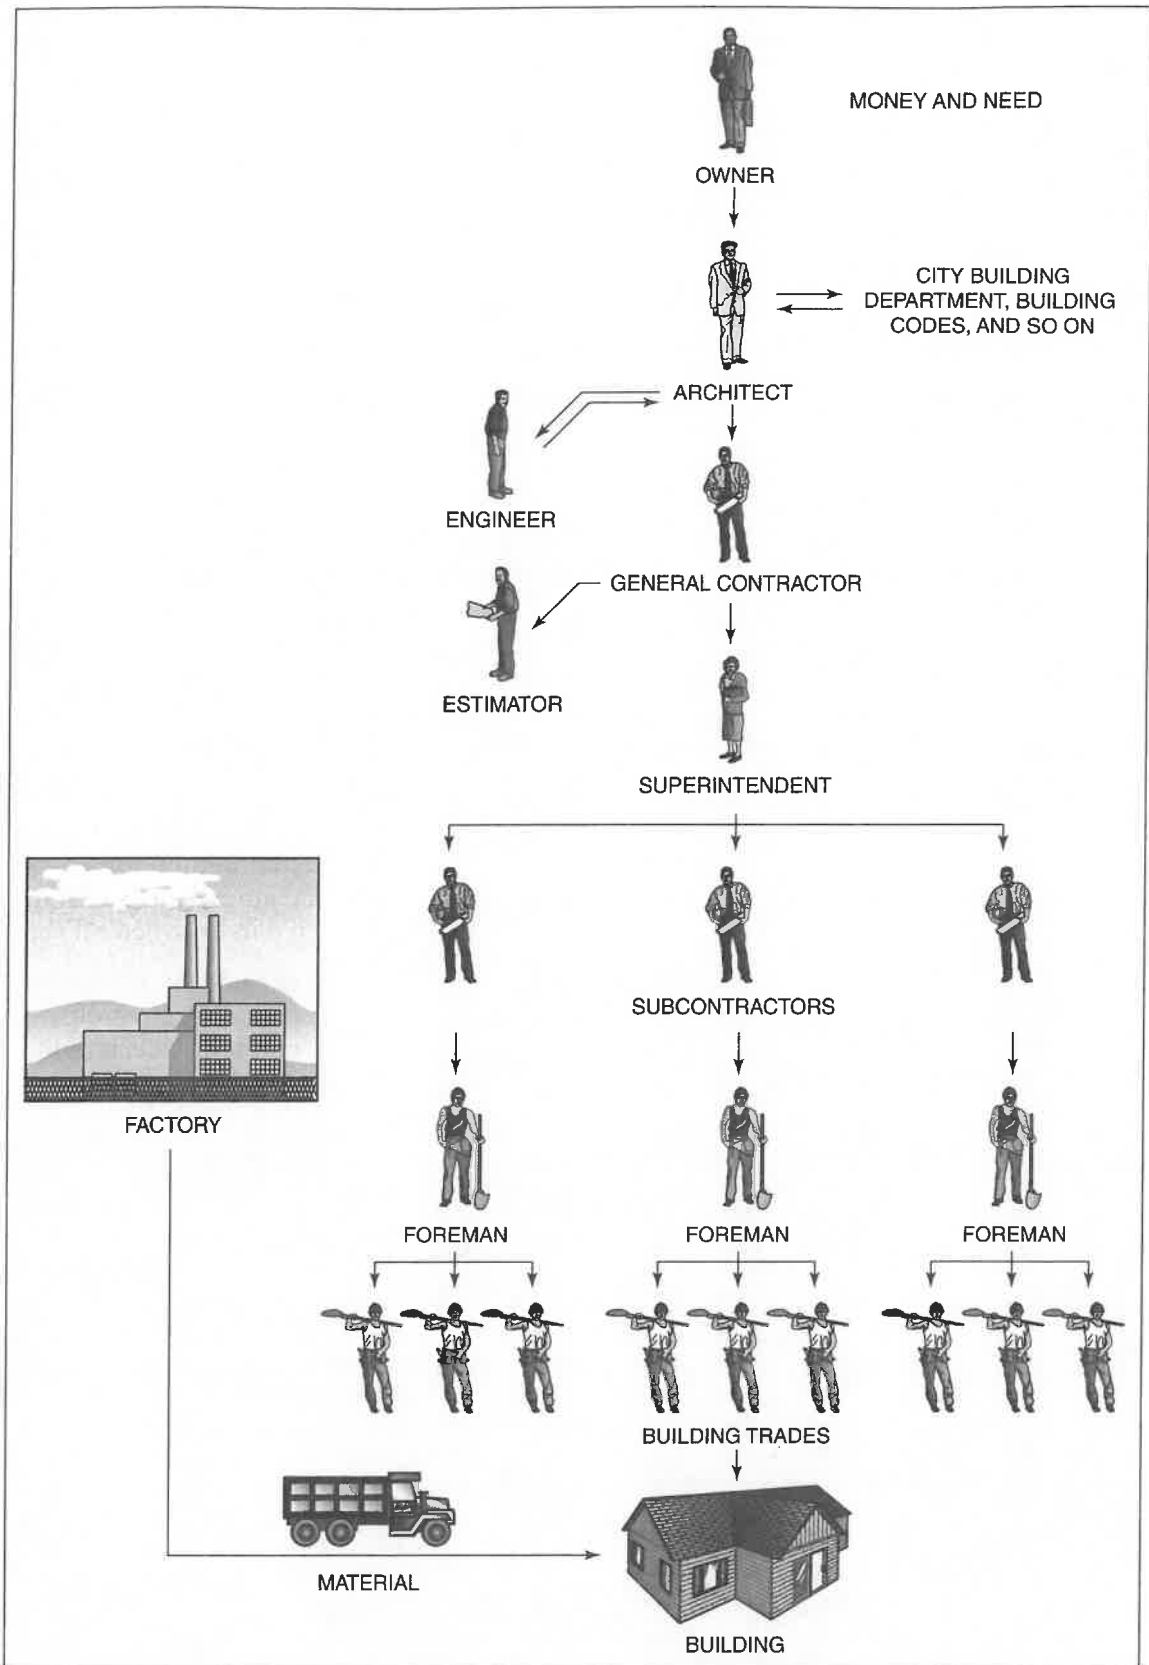 MONEY AND NEED
OWNER
CITY BUILDING
DEPARTMENT, BUILDING
CODES, AND SO ON
ARCHITECT
ENGINEER
GENERAL CONTRACTOR
ESTIMATOR
SUPERINTENDENT
SUBCONTRACTORS
FACTORY
FOREMAN
FOREMAN
FOREMAN
BUILDING TRADES
MATERIAL
BUILDING